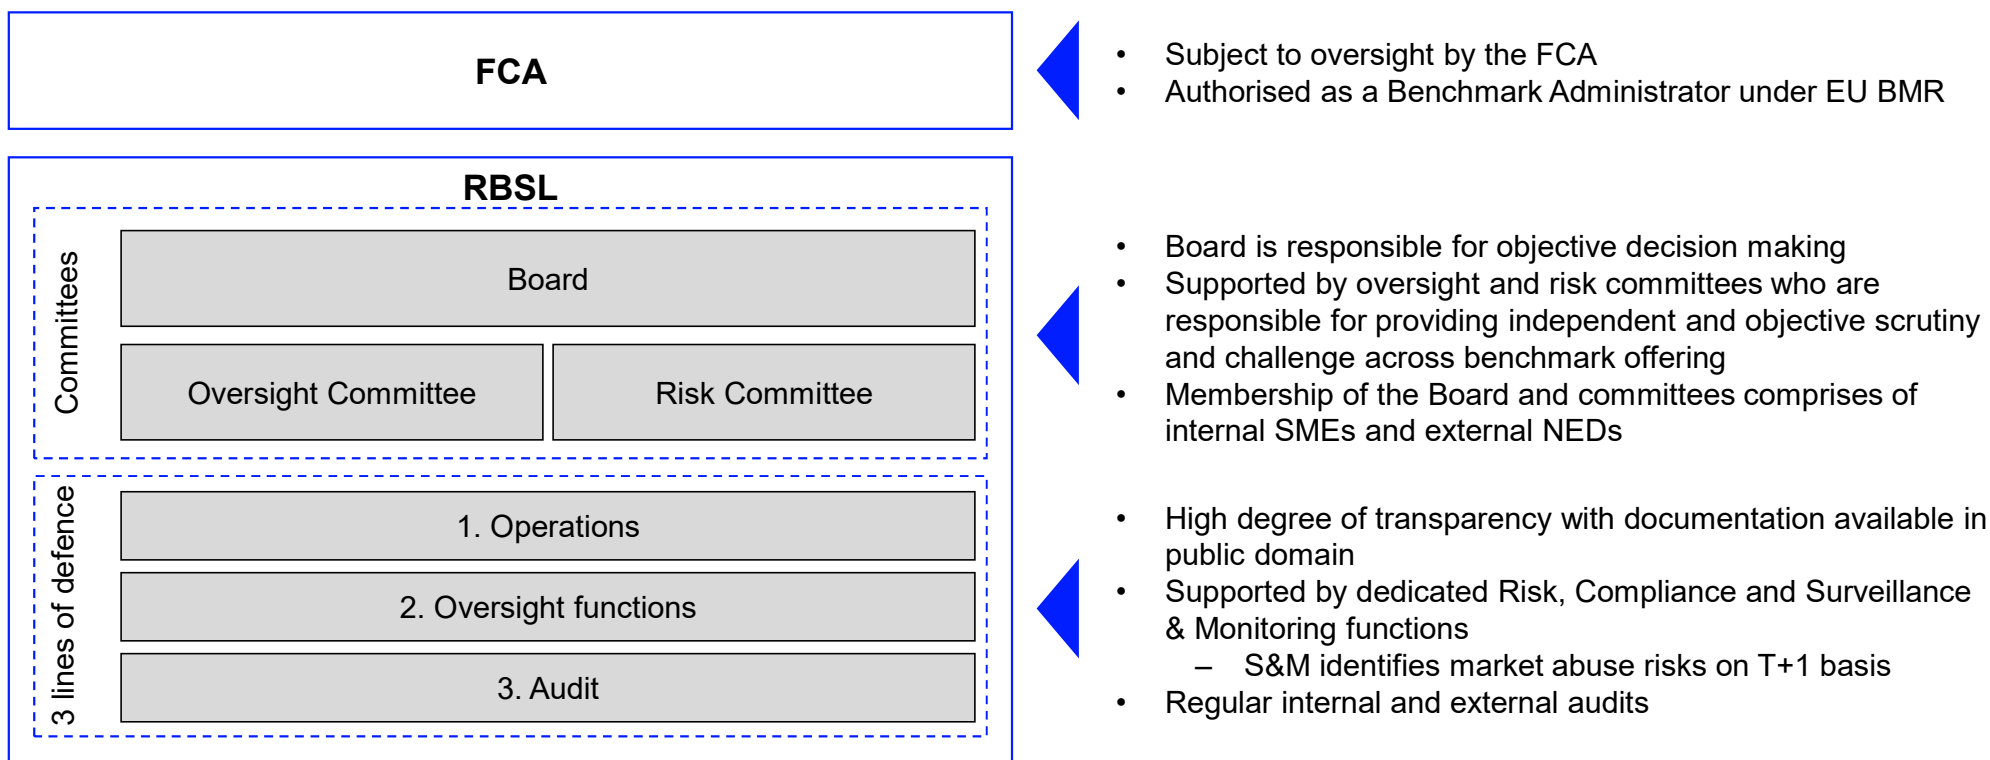 FCA
• Subject to oversight by the FCA
• Authorised as a Benchmark Administrator under EU BMR
RBSL
Committees
Board
Oversight Committee
Risk Committee
• Board is responsible for objective decision making
• Supported by oversight and risk committees who are
responsible for providing independent and objective scrutiny
and challenge across benchmark offering
• Membership of the Board and committees comprises of
internal SMEs and external NEDs
3 lines of defence
1. Operations
2. Oversight functions
3. Audit
• High degree of transparency with documentation available in
public domain
• Supported by dedicated Risk, Compliance and Surveillance
& Monitoring functions
– S&M identifies market abuse risks on T+1 basis
• Regular internal and external audits